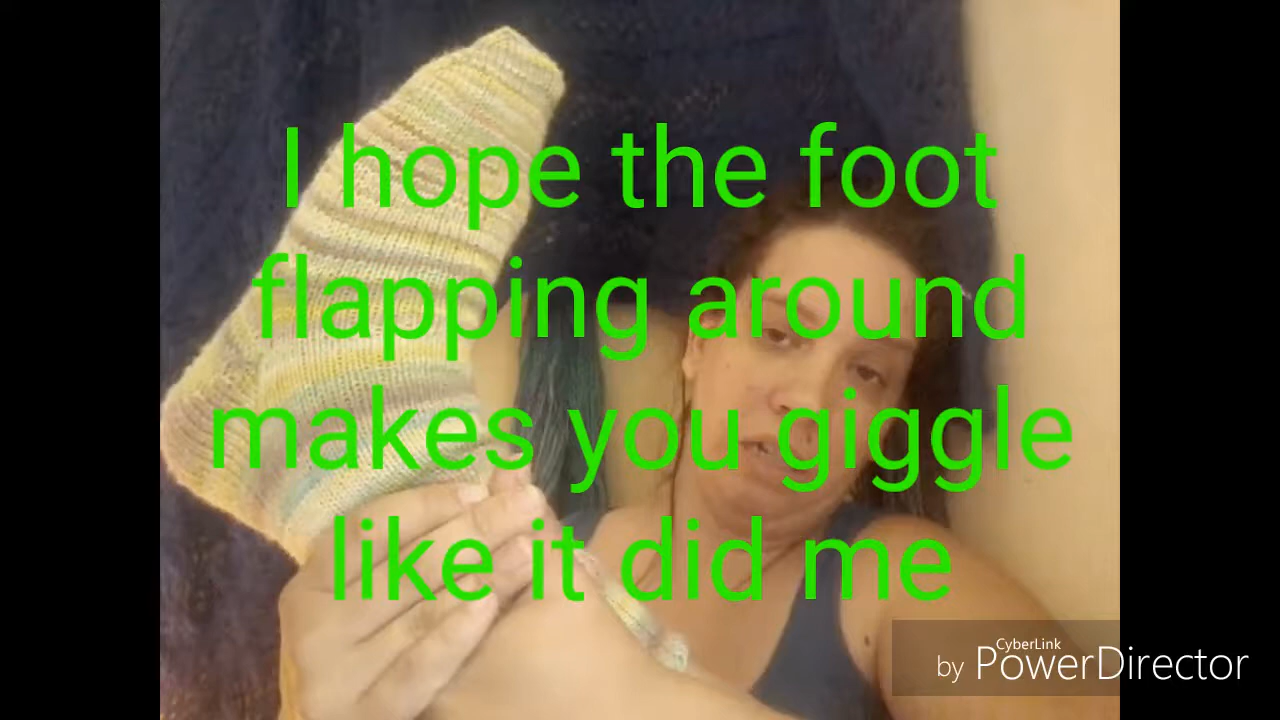 I hope the foot
flapping around
makes you giggle
like it did me
CyberLink
by PowerDirector